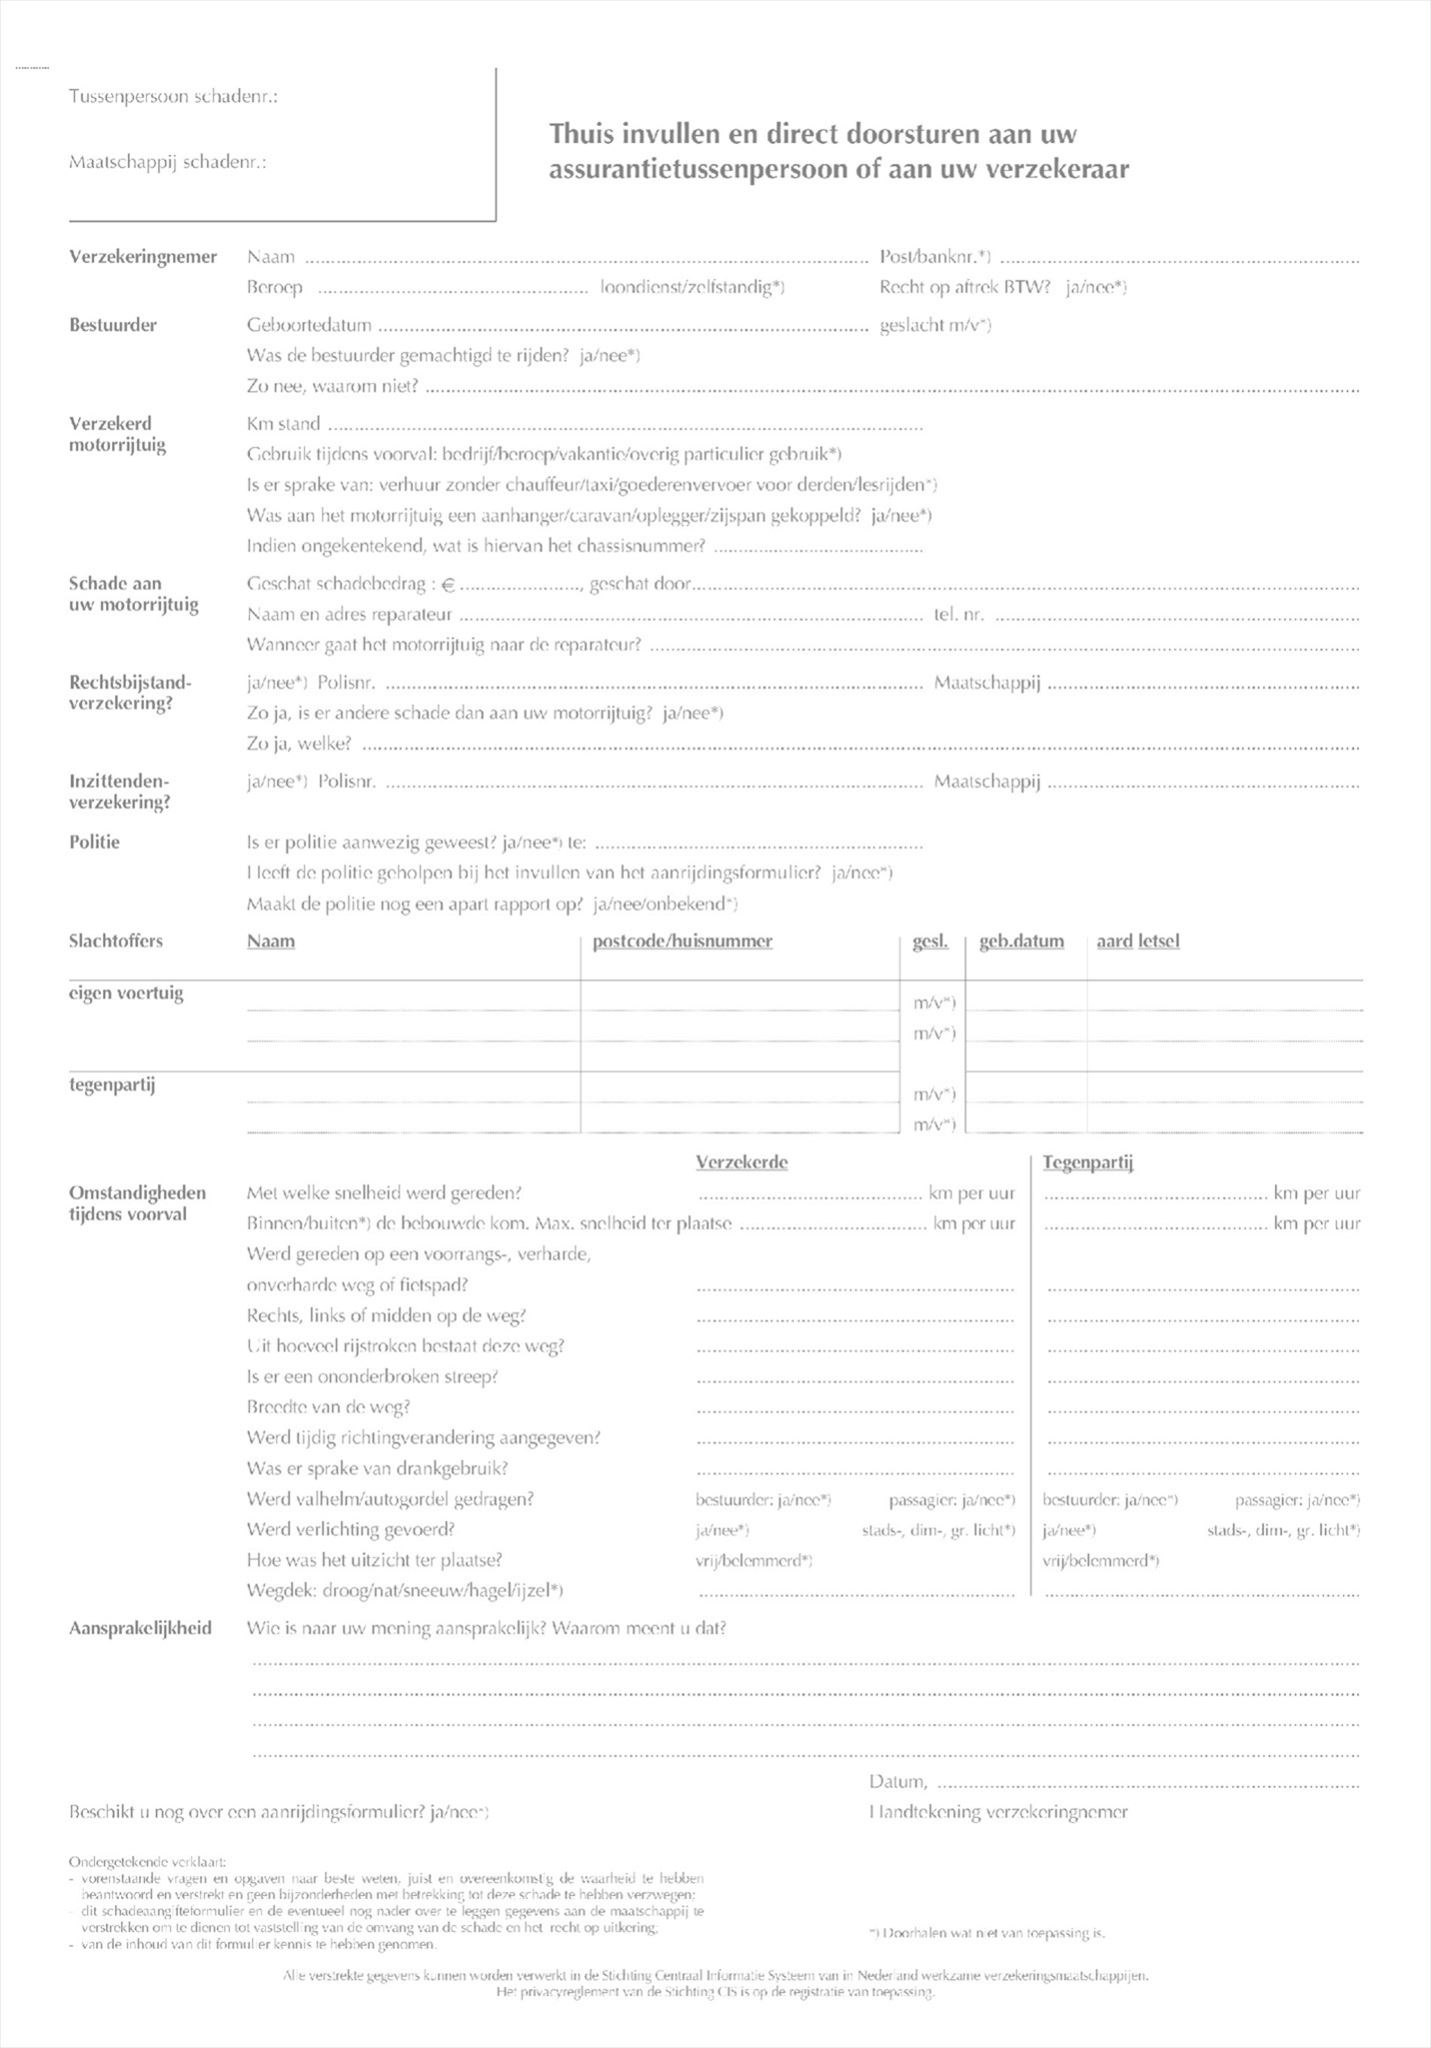 Tussenpersoon schadenr.:
Maatschappij schadenr.:
Thuis invullen en direct doorsturen aan uw
assurantietussenpersoon of aan uw verzekeraar
Verzekeringnemer Naam Post/banknr.*)
Beroep loondienst/zelfstandig*) Recht op aftrek BTW? ja/nee*)
Bestuurder Geboortedatum geslacht m/v*)
Was de bestuurder gemachtigd te rijden? ja/nee*)
Zo nee, waarom niet?
Verzekerd Km stand
motorrijtuig
Gebruik tijdens voorval: bedrijf/beroep/vakantie/overig particulier gebruik*)
Is er sprake van: verhuur zonder chauffeur/taxi/goederenvervoer voor derden/lesrijden*)
Was aan het motorrijtuig een aanhanger/caravan/oplegger/zijspan gekoppeld? ja/nee*)
Indien ongekentekend, wat is hiervan het chassisnummer?
Schade aan Geschat schadebedrag : € , geschat door
uw motorrijtuig Naam en adres reparateur tel. nr.
Wanneer gaat het motorrijtuig naar de reparateur?
Rechtsbijstand- ja/nee*) Polisnr. Maatschappij
verzekering? Zo ja, is er andere schade dan aan uw motorrijtuig? ja/nee*)
Zo ja, welke?
Inzittenden- ja/nee*) Polisnr. Maatschappij
verzekering?
Politie Is er politie aanwezig geweest? ja/nee*) te:
Heeft de politie geholpen bij het invullen van het aanrijdingsformulier? ja/nee*)
Maakt de politie nog een apart rapport op? ja/nee/onbekend*)
Slachtoffers Naam postcode/huisnummer gesl. geb.datum aard letsel
eigen voertuig m/v*)
m/v*)
tegenpartij m/v*)
m/v*)
Verzekerde Tegenpartij
Omstandigheden Met welke snelheid werd gereden? km per uur km per uur
tijdens voorval Binnen/buiten*) de bebouwde kom. Max. snelheid ter plaatse km per uur km per uur
Werd gereden op een voorrangs-, verharde,
onverharde weg of fietspad?
Rechts, links of midden op de weg?
Uit hoeveel rijstroken bestaat deze weg?
Is er een ononderbroken streep?
Breedte van de weg?
Werd tijdig richtingverandering aangegeven?
Was er sprake van drankgebruik?
Werd valhelm/autogordel gedragen? bestuurder: ja/nee*) passagier: ja/nee*) bestuurder: ja/nee*) passagier: ja/nee*)
Werd verlichting gevoerd? ja/nee*) stads-, dim-, gr. licht*) ja/nee*) stads-, dim-, gr. licht*)
Hoe was het uitzicht ter plaatse? vrij/belemmerd*) vrij/belemmerd*)
Wegdek: droog/nat/sneeuw/hagel/ijzel*)
Aansprakelijkheid Wie is naar uw mening aansprakelijk? Waarom meent u dat?
Datum,
Beschikt u nog over een aanrijdingsformulier? ja/nee*) Handtekening verzekeringnemer
Ondergetekende verklaart:
- vorenstaande vragen en opgaven naar beste weten, juist en overeenkomstig de waarheid te hebben
beantwoord en verstrekt en geen bijzonderheden met betrekking tot deze schade te hebben verzwegen;
- dit schadeaangifteformulier en de eventueel nog nader over te leggen gegevens aan de maatschappij te
verstrekken om te dienen tot vaststelling van de omvang van de schade en het recht op uitkering;
- van de inhoud van dit formulier kennis te hebben genomen.
*) Doorhalen wat niet van toepassing is.
Alle verstrekte gegevens kunnen worden verwerkt in de Stichting Centraal Informatie Systeem van in Nederland werkzame verzekeringsmaatschappijen.
Het privacyreglement van de Stichting CIS is op de registratie van toepassing.